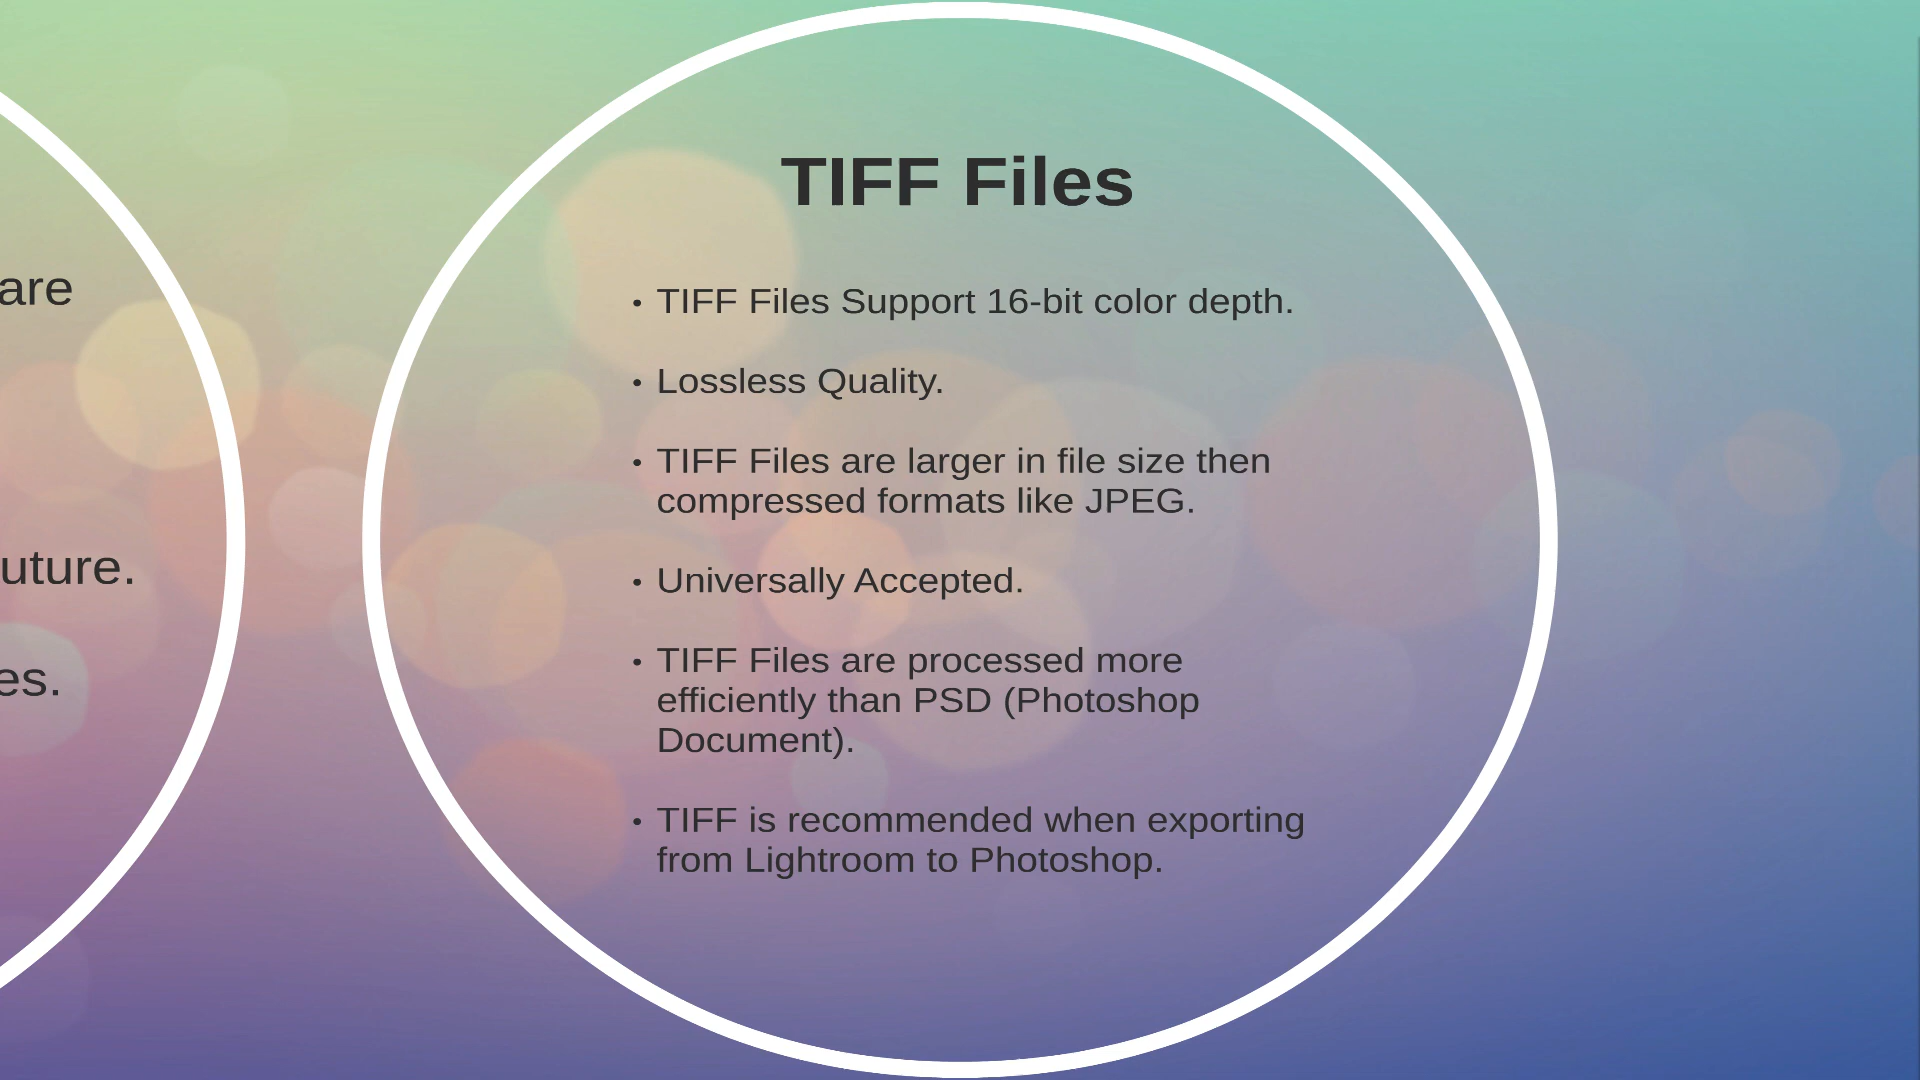 are
uture.
es.
TIFF Files
• TIFF Files Support 16-bit color depth.
• Lossless Quality.
• TIFF Files are larger in file size then
compressed formats like JPEG.
• Universally Accepted.
• TIFF Files are processed more
efficiently than PSD (Photoshop
Document).
• TIFF is recommended when exporting
from Lightroom to Photoshop.